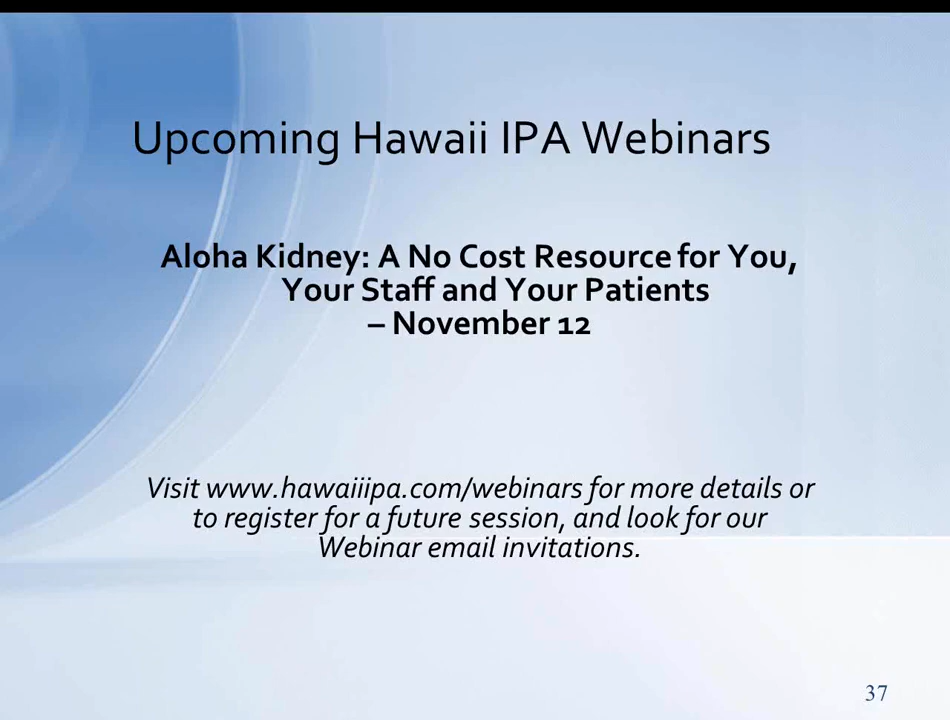 Upcoming Hawaii IPA Webinars
Aloha Kidney: A No Cost Resource for You,
Your Staff and Your Patients
– November 12
Visit www.hawaiiipa.com/webinars for more details or
to register for a future session, and look for our
Webinar email invitations.
37